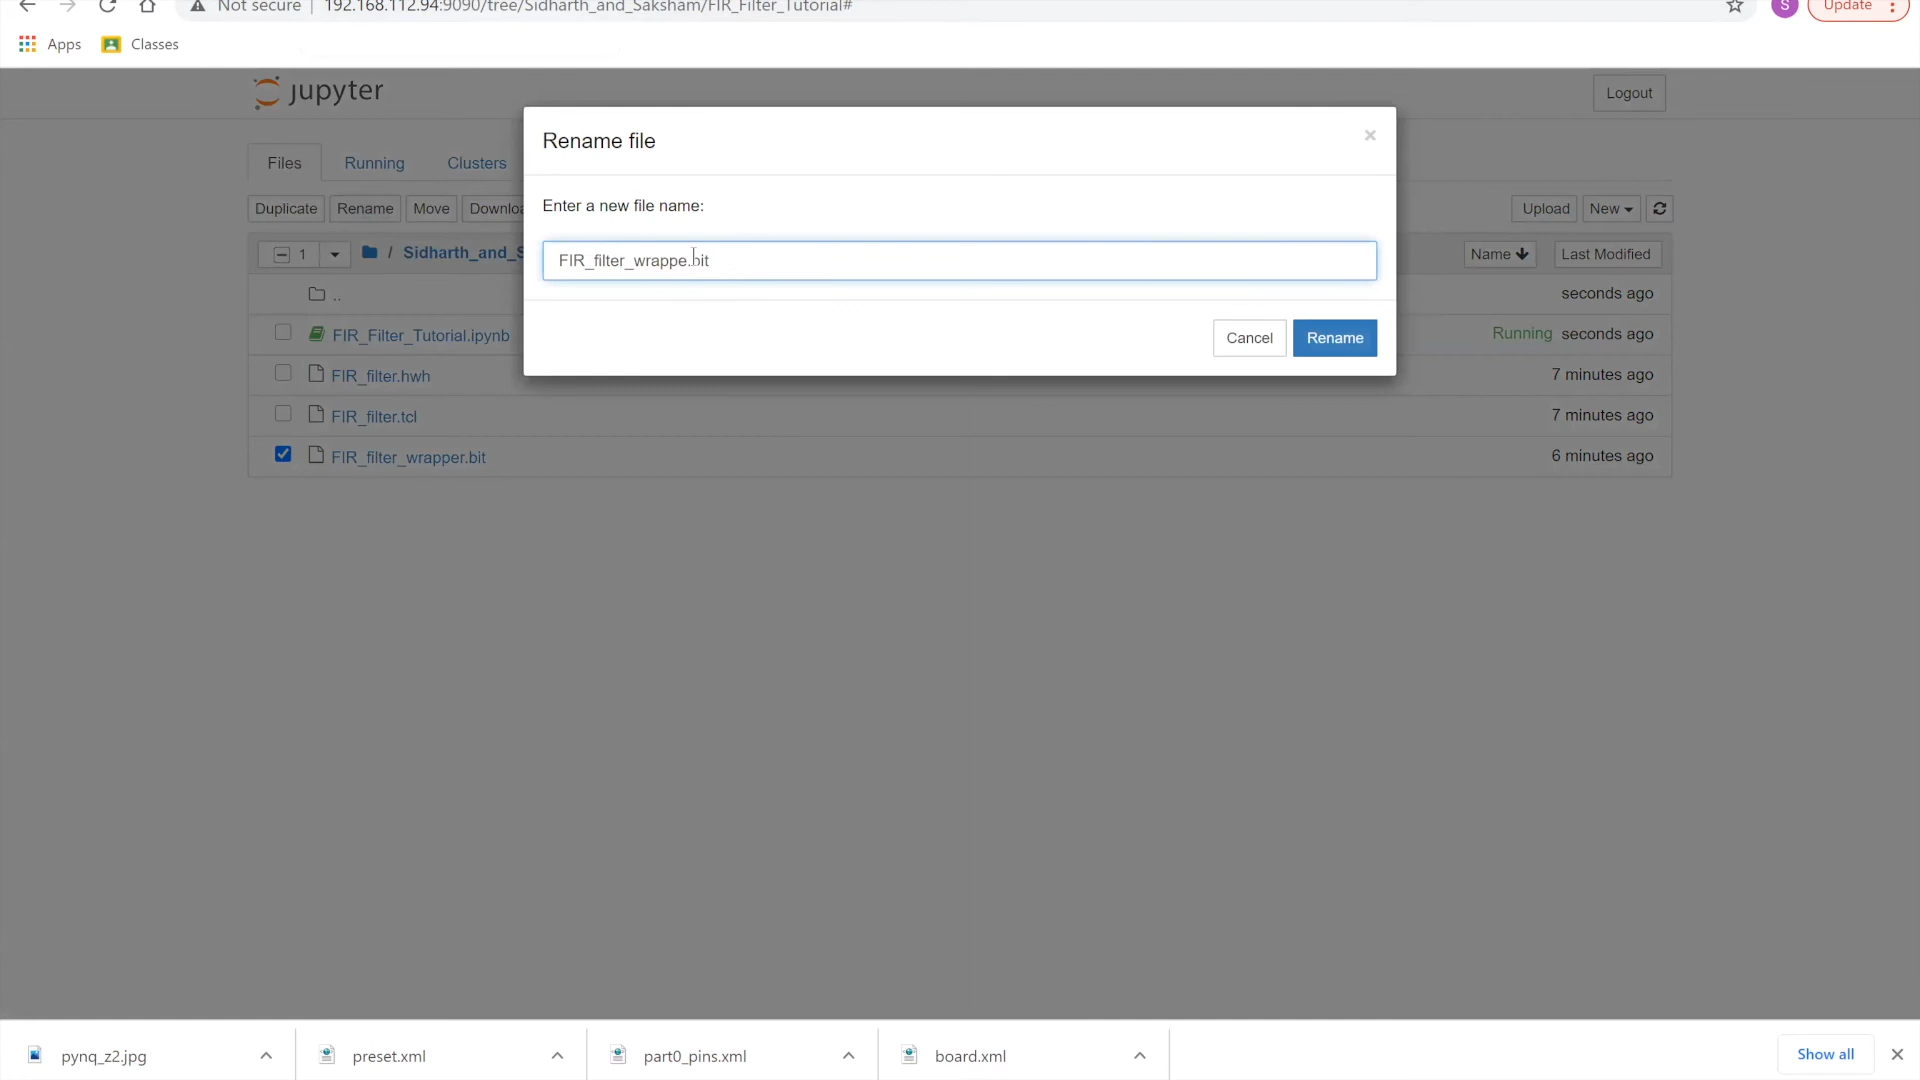 Not secure | 192.168.112.94:9090/tree/Sidharth_and_Saksham/FIR_Filter_Tutorial#
S
Update
Apps
Classes
jupyter
Logout
Rename file
×
Files
Running
Clusters
Enter a new file name:
Duplicate
Rename
Move
Downloa
Upload
New
1
/ Sidharth_and_S
FIR_filter_wrappe.bit
Name
Last Modified
..
seconds ago
FIR_Filter_Tutorial.ipynb
Running seconds ago
Cancel
Rename
FIR_filter.hwh
7 minutes ago
FIR_filter.tcl
7 minutes ago
FIR_filter_wrapper.bit
6 minutes ago
pynq_z2.jpg
preset.xml
part0_pins.xml
board.xml
Show all